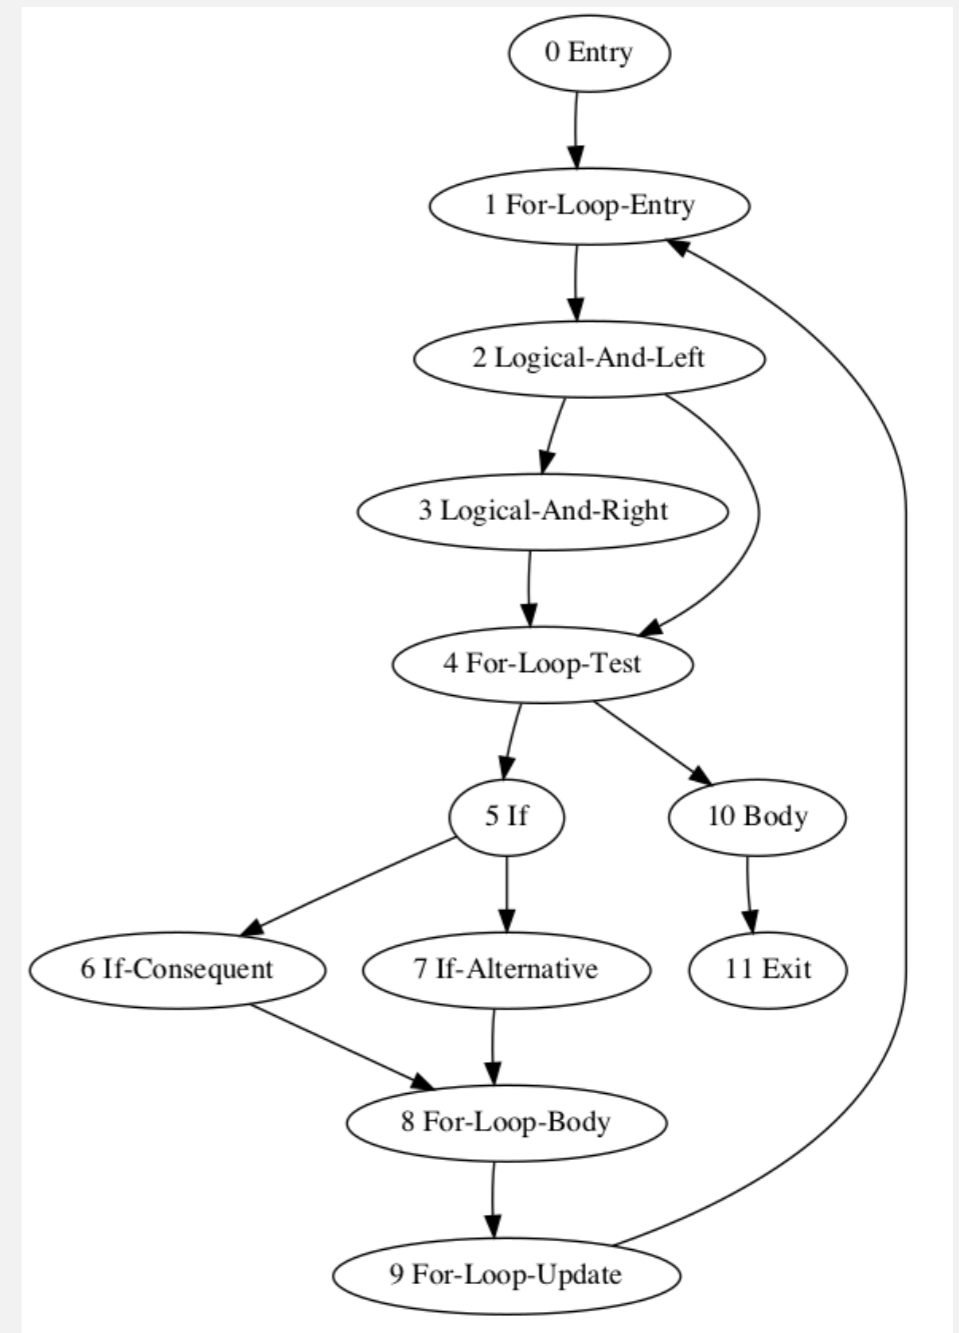 0 Entry
1 For-Loop-Entry
2 Logical-And-Left
3 Logical-And-Right
4 For-Loop-Test
5 If
10 Body
6 If-Consequent
7 If-Alternative
11 Exit
8 For-Loop-Body
9 For-Loop-Update